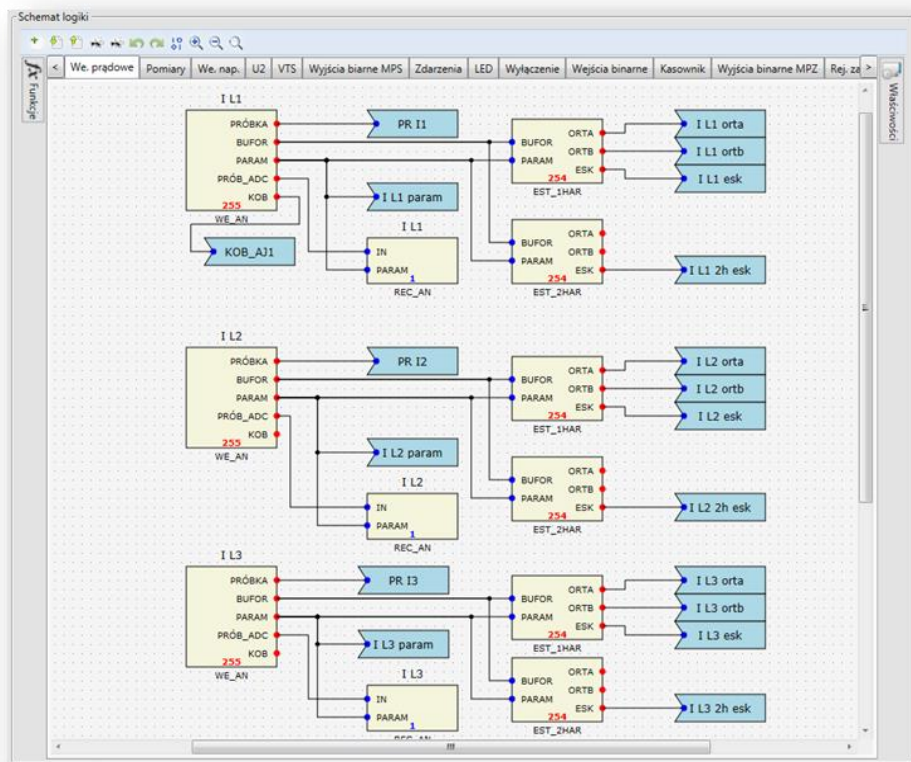 Schemat logiki
We. prądowe Pomiary We. nap. U2 VTS Wyjścia biarne MPS Zdarzenia LED Wyłączenie Wejścia binarne Kasownik Wyjścia binarne MPZ Rej. za
fx Funkcje
Właściwości
I L1
PRÓBKA
BUFOR
PARAM
PRÓB_ADC
KOB
255
WE_AN
PR I1
I L1 param
KOB_AJ1
I L1
IN
PARAM
1
REC_AN
BUFOR
PARAM
ORTA
ORTB
ESK
254
EST_1HAR
I L1 orta
I L1 ortb
I L1 esk
BUFOR
PARAM
ORTA
ORTB
ESK
254
EST_2HAR
I L1 2h esk
I L2
PRÓBKA
BUFOR
PARAM
PRÓB_ADC
KOB
255
WE_AN
PR I2
I L2 param
I L2
IN
PARAM
1
REC_AN
BUFOR
PARAM
ORTA
ORTB
ESK
254
EST_1HAR
I L2 orta
I L2 ortb
I L2 esk
BUFOR
PARAM
ORTA
ORTB
ESK
254
EST_2HAR
I L2 2h esk
I L3
PRÓBKA
BUFOR
PARAM
PRÓB_ADC
KOB
255
WE_AN
PR I3
I L3 param
I L3
IN
PARAM
1
REC_AN
BUFOR
PARAM
ORTA
ORTB
ESK
254
EST_1HAR
I L3 orta
I L3 ortb
I L3 esk
BUFOR
PARAM
ORTA
ORTB
ESK
254
EST_2HAR
I L3 2h esk